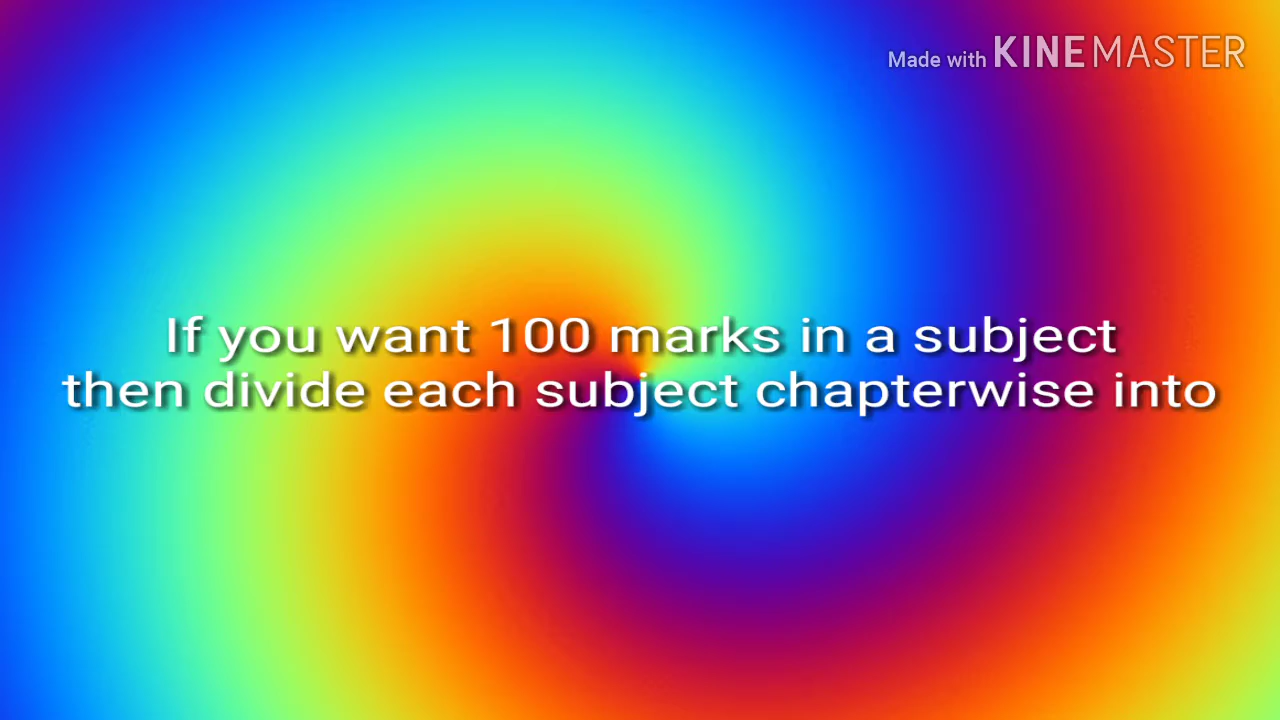 Made with KINEMASTER
If you want 100 marks in a subject
then divide each subject chapterwise into